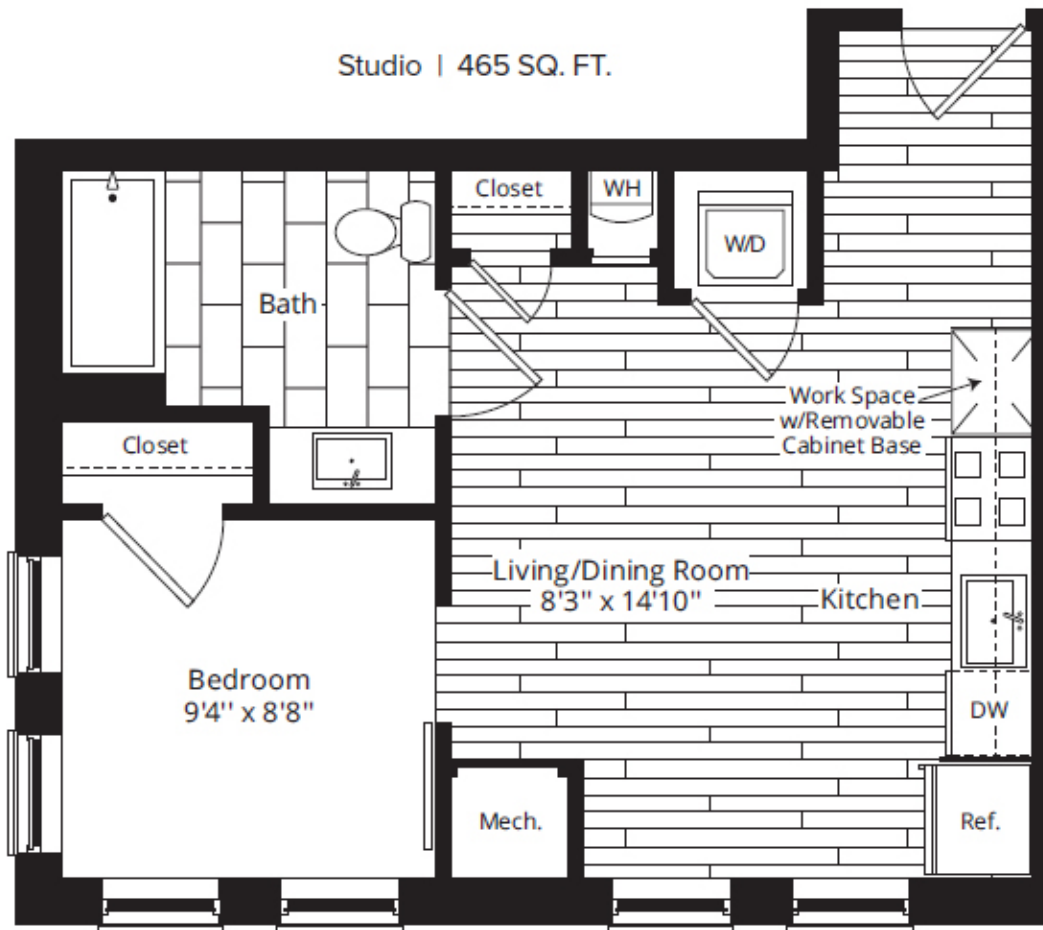 Studio | 465 SQ. FT.
Closet
WH
W/D
Bath
Work Space
w/Removable
Cabinet Base
Closet
Living/Dining Room
8'3" x 14'10"
Kitchen
Bedroom
9'4'' x 8'8"
DW
Mech.
Ref.